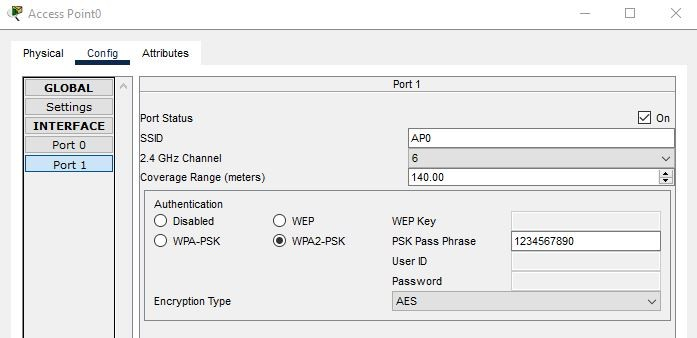 Access Point0
Physical Config Attributes
GLOBAL
Settings
INTERFACE
Port 0
Port 1
Port 1
Port Status On
SSID AP0
2.4 GHz Channel 6
Coverage Range (meters) 140.00
Authentication
Disabled WEP WEP Key
WPA-PSK WPA2-PSK PSK Pass Phrase 1234567890
User ID
Password
Encryption Type AES